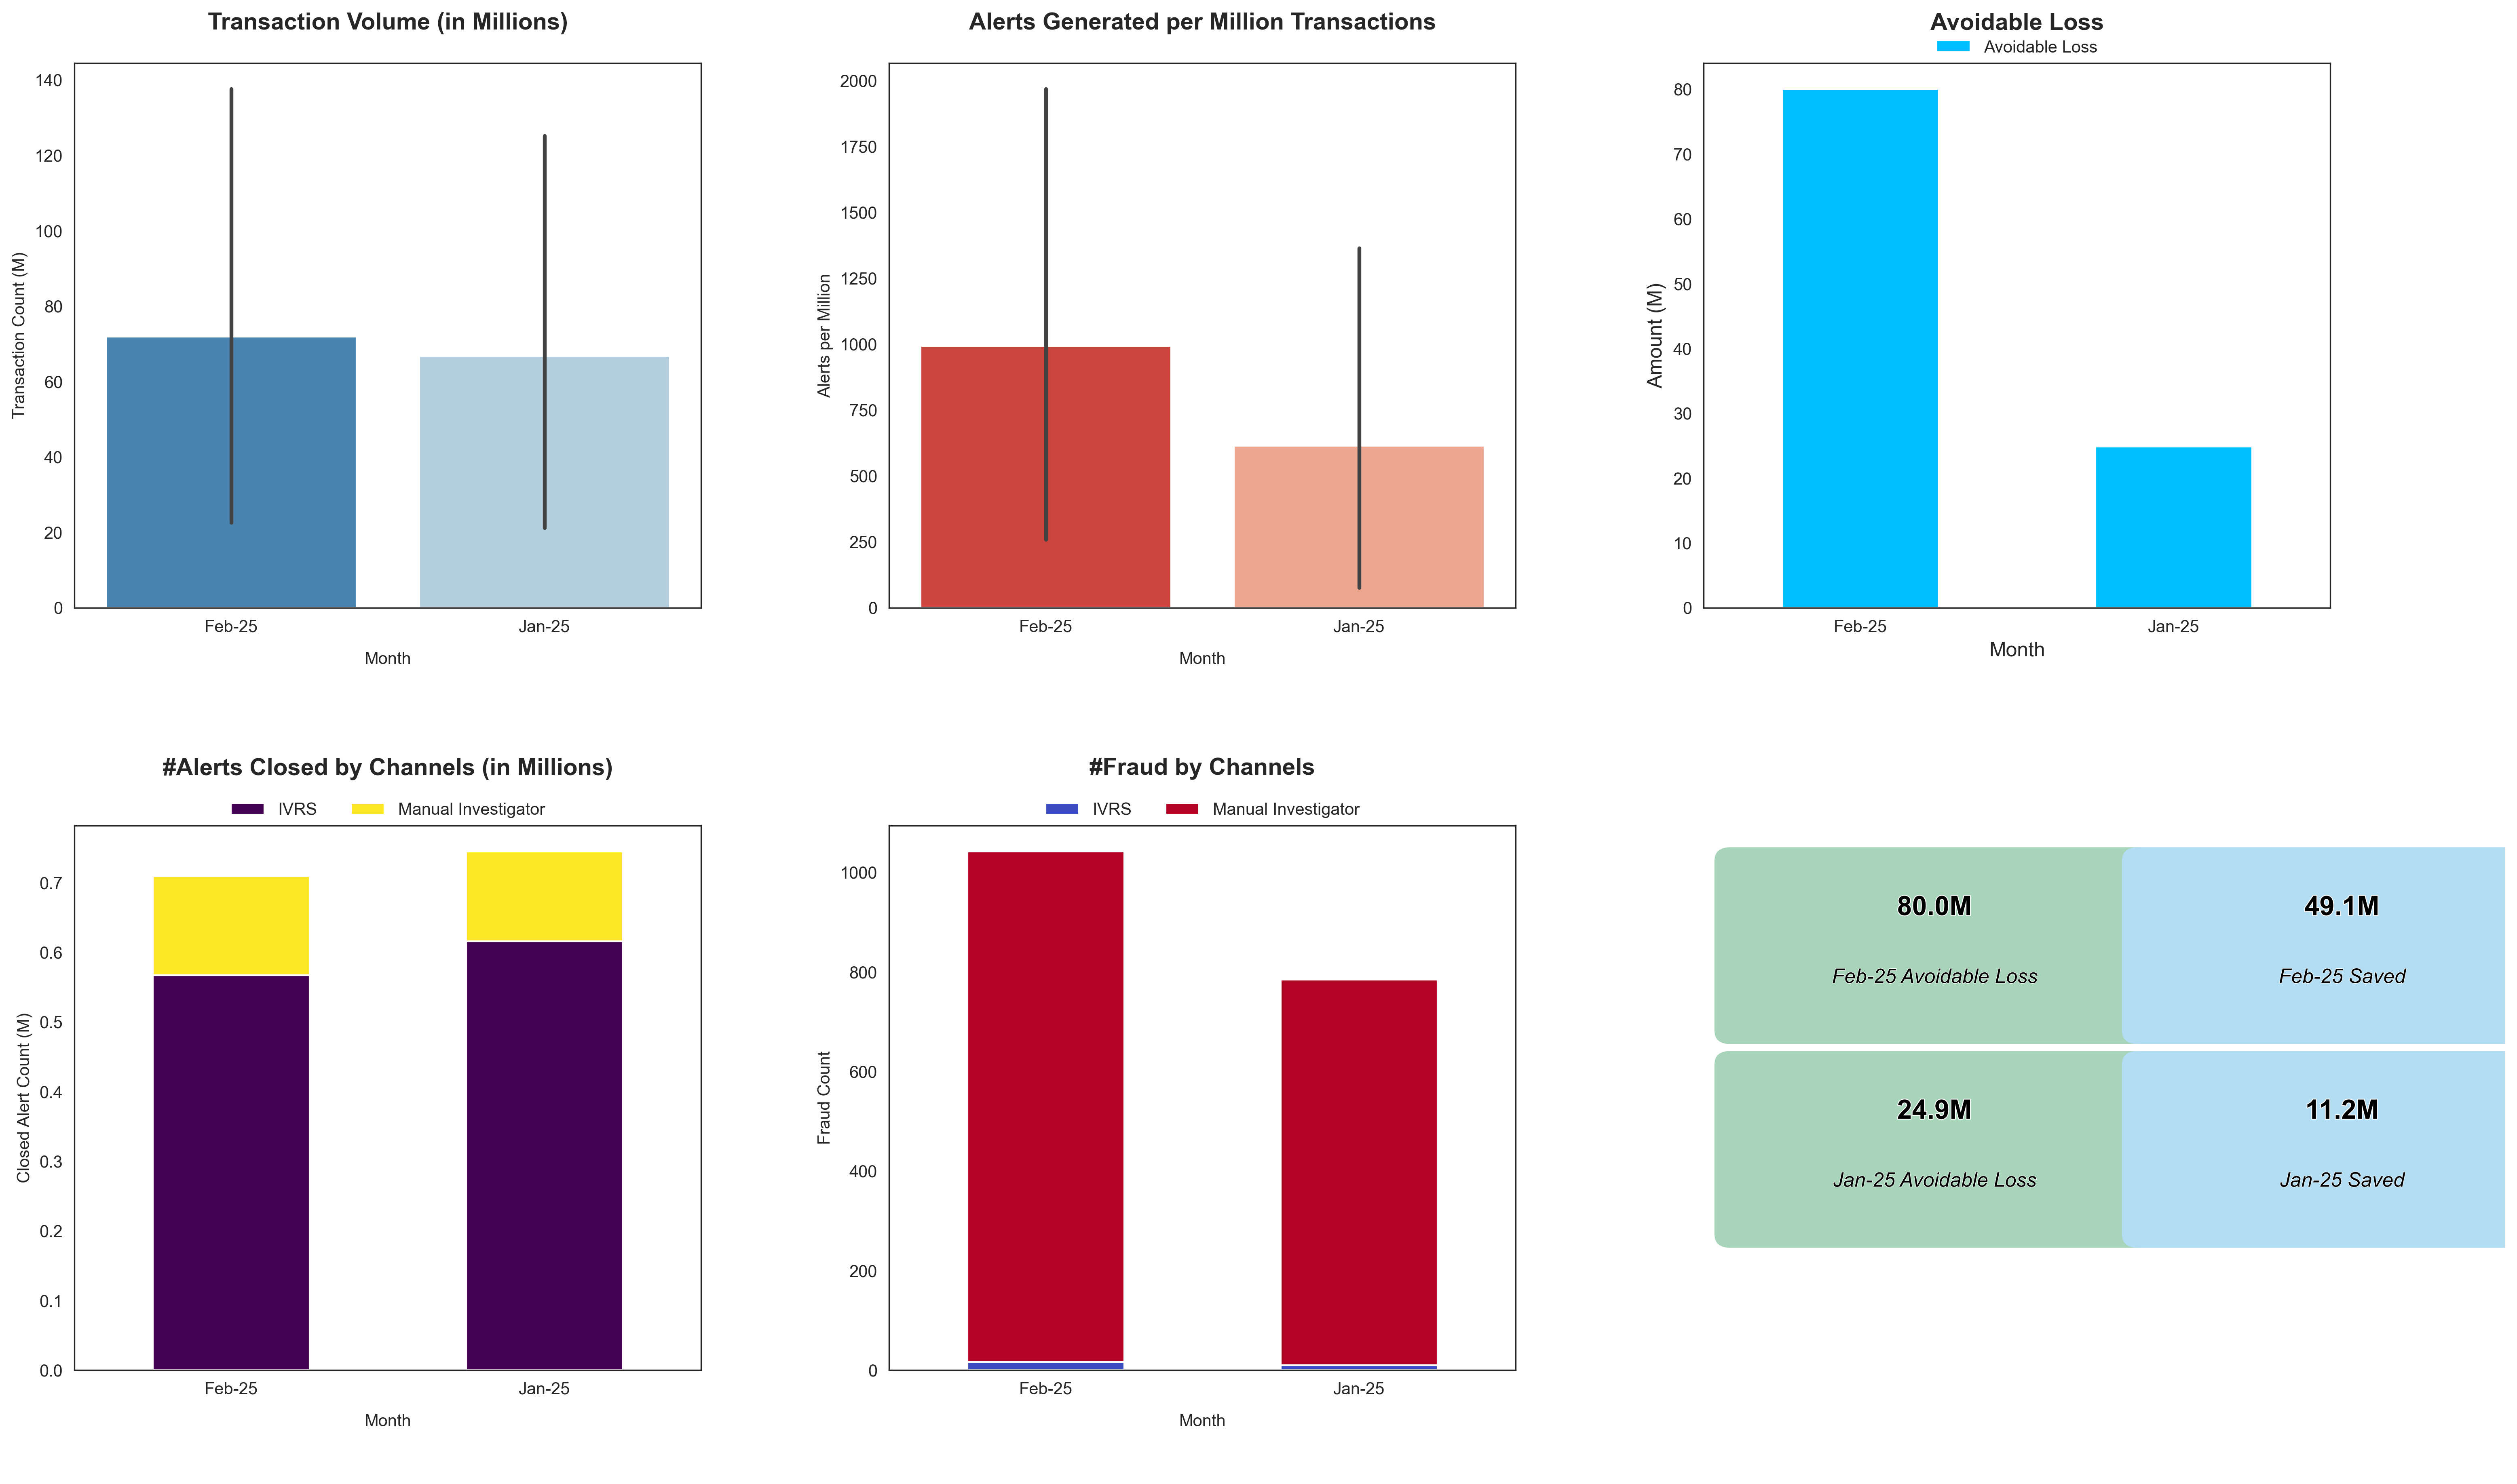 Transaction Volume (in Millions)
140
120
100
80
60
40
20
0
Transaction Count (M)
Feb-25
Jan-25
Month
Alerts Generated per Million Transactions
2000
1750
1500
1250
1000
750
500
250
0
Alerts per Million
Feb-25
Jan-25
Month
Avoidable Loss
Avoidable Loss
80
70
60
50
40
30
20
10
0
Amount (M)
Feb-25
Jan-25
Month
#Alerts Closed by Channels (in Millions)
IVRS
Manual Investigator
0.7
0.6
0.5
0.4
0.3
0.2
0.1
0.0
Closed Alert Count (M)
Feb-25
Jan-25
Month
#Fraud by Channels
IVRS
Manual Investigator
1000
800
600
400
200
0
Fraud Count
Feb-25
Jan-25
Month
80.0M
Feb-25 Avoidable Loss
49.1M
Feb-25 Saved
24.9M
Jan-25 Avoidable Loss
11.2M
Jan-25 Saved